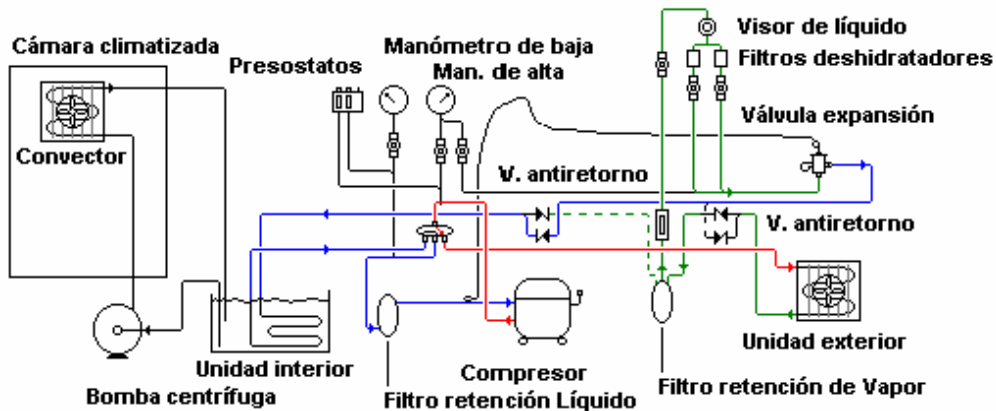 Cámara climatizada
Convector
Presostatos
Manómetro de baja
Man. de alta
Visor de líquido
Filtros deshidratadores
Válvula expansión
V. antiretorno
V. antiretorno
Unidad interior
Bomba centrífuga
Filtro retención Líquido
Compresor
Filtro retención de Vapor
Unidad exterior